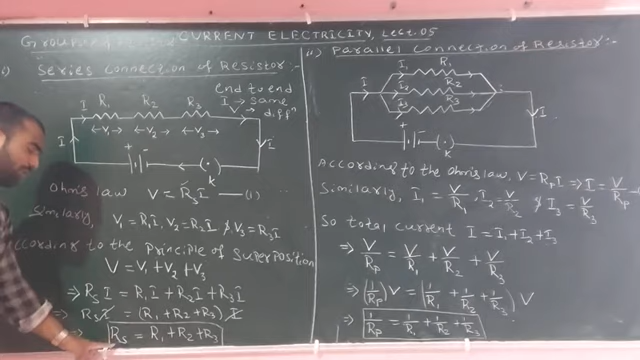 CURRENT ELECTRICITY, Lect. 05
i) Series Connection of Resistor:-
End to end
I → same
V → diffⁿ
I R₁ R₂ R₃
←V₁→ ←V₂→ ←V₃→
I I
+ - K
Ohm's law V = RsI —(1)
Similarly, V₁ = R₁I, V₂ = R₂I & V₃ = R₃I
According to the Principle of Superposition
V = V₁ + V₂ + V₃
⇒ RsI = R₁I + R₂I + R₃I
⇒ RsI = (R₁ + R₂ + R₃) I
⇒ Rs = R₁ + R₂ + R₃
ii) Parallel Connection of Resistor:-
I₁ R₁
I I₂ R₂
I₃ R₃
I
+ - K
According to the ohm's law, V = RpI ⇒ I = V/Rp
Similarly, I₁ = V/R₁, I₂ = V/R₂ & I₃ = V/R₃
So total current I = I₁ + I₂ + I₃
⇒ V/Rp = V/R₁ + V/R₂ + V/R₃
⇒ (1/Rp) V = (1/R₁ + 1/R₂ + 1/R₃) V
⇒ 1/Rp = 1/R₁ + 1/R₂ + 1/R₃